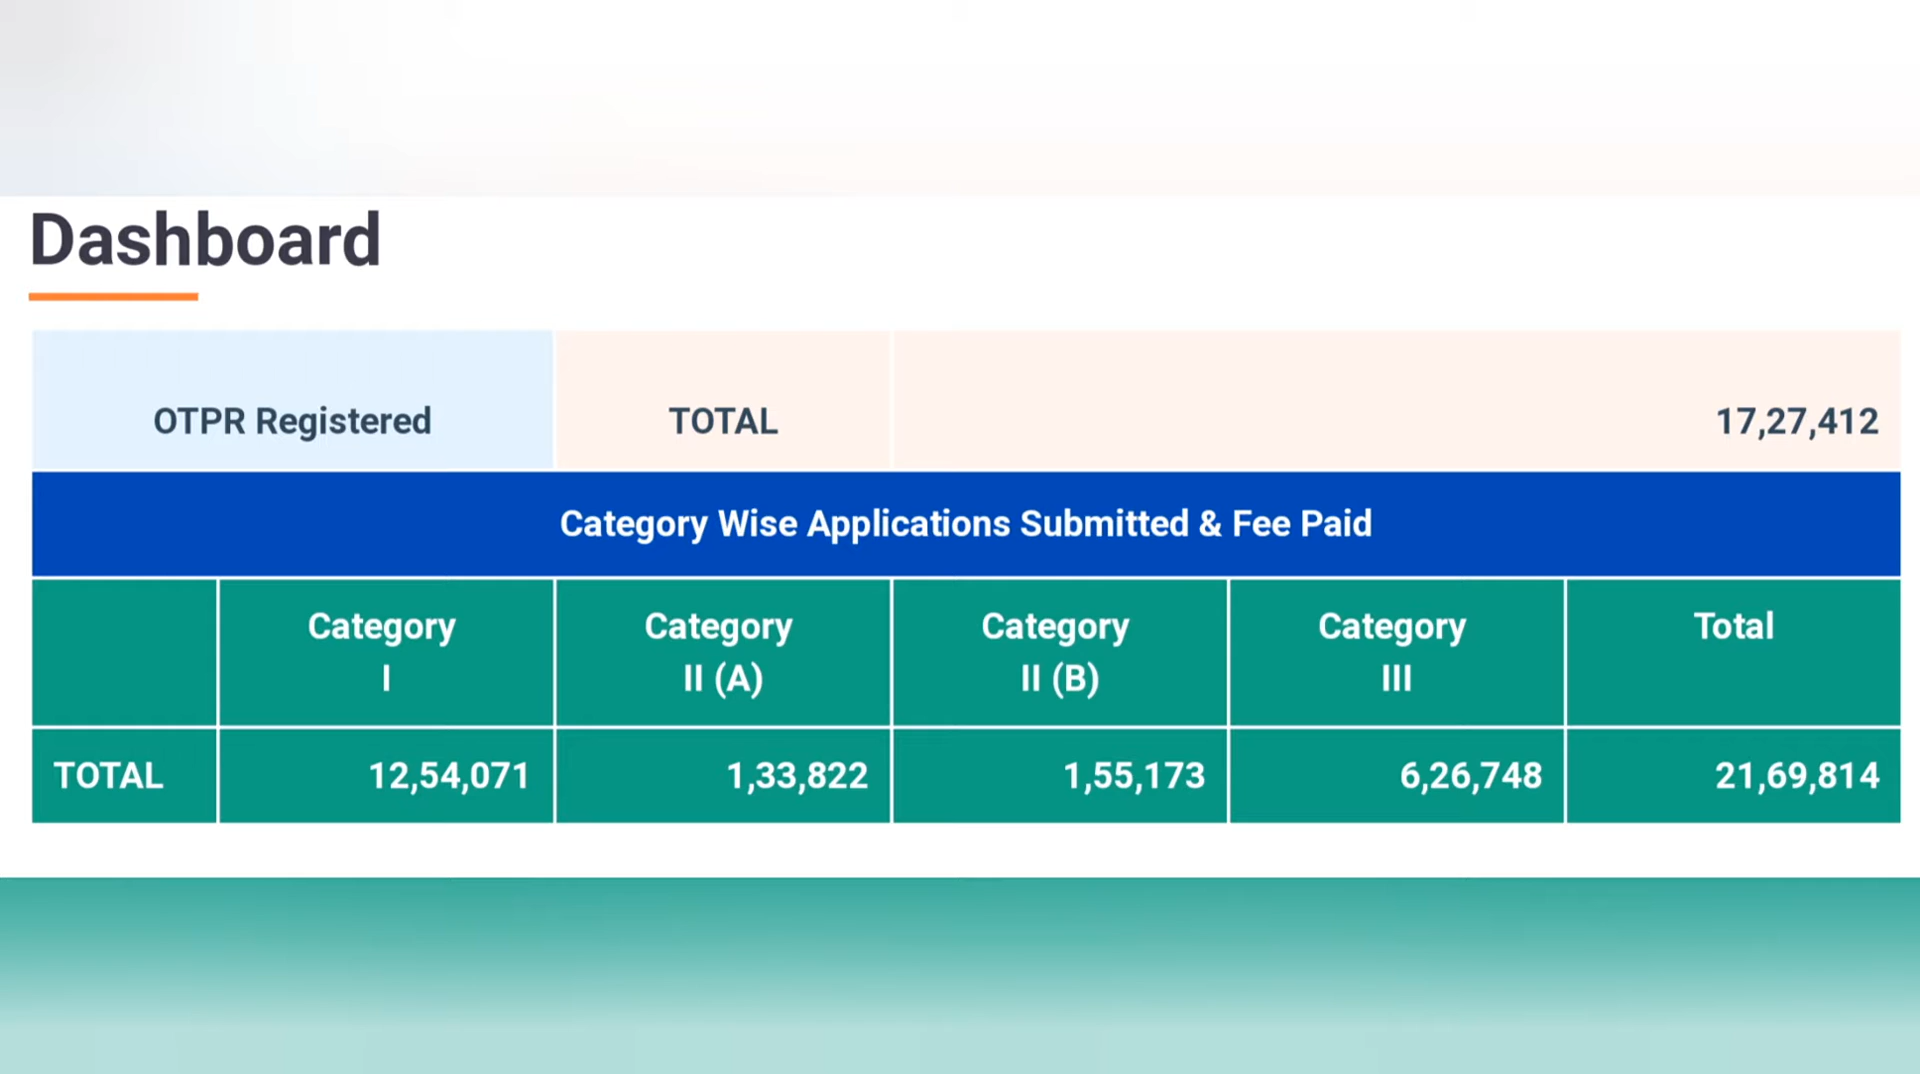 Dashboard
OTPR Registered TOTAL 17,27,412
Category Wise Applications Submitted & Fee Paid
Category I Category II (A) Category II (B) Category III Total
TOTAL 12,54,071 1,33,822 1,55,173 6,26,748 21,69,814